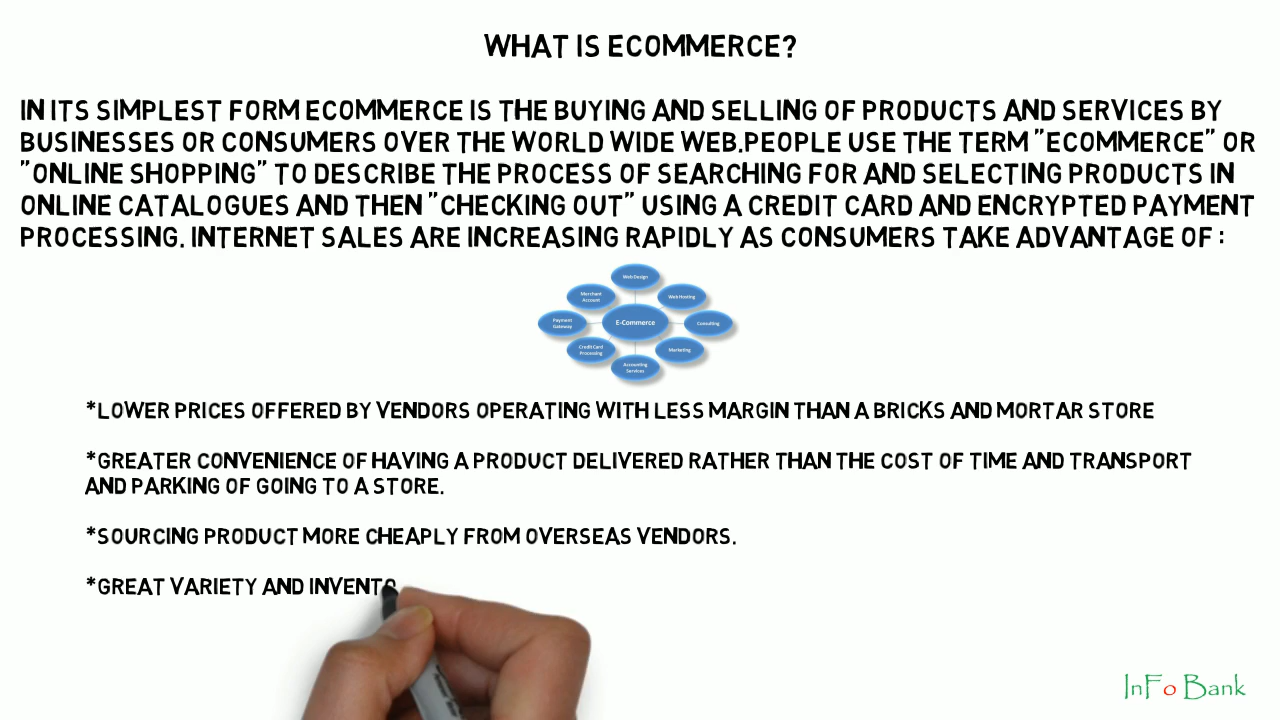 WHAT IS ECOMMERCE?
IN ITS SIMPLEST FORM ECOMMERCE IS THE BUYING AND SELLING OF PRODUCTS AND SERVICES BY
BUSINESSES OR CONSUMERS OVER THE WORLD WIDE WEB.PEOPLE USE THE TERM "ECOMMERCE" OR
"ONLINE SHOPPING" TO DESCRIBE THE PROCESS OF SEARCHING FOR AND SELECTING PRODUCTS IN
ONLINE CATALOGUES AND THEN "CHECKING OUT" USING A CREDIT CARD AND ENCRYPTED PAYMENT
PROCESSING. INTERNET SALES ARE INCREASING RAPIDLY AS CONSUMERS TAKE ADVANTAGE OF :
Web Design
Merchant
Account
Web Hosting
Payment
Gateway
E-Commerce
Consulting
Credit Card
Processing
Marketing
Accounting
Services
*LOWER PRICES OFFERED BY VENDORS OPERATING WITH LESS MARGIN THAN A BRICKS AND MORTAR STORE
*GREATER CONVENIENCE OF HAVING A PRODUCT DELIVERED RATHER THAN THE COST OF TIME AND TRANSPORT
AND PARKING OF GOING TO A STORE.
*SOURCING PRODUCT MORE CHEAPLY FROM OVERSEAS VENDORS.
*GREAT VARIETY AND INVENTO
InFo Bank